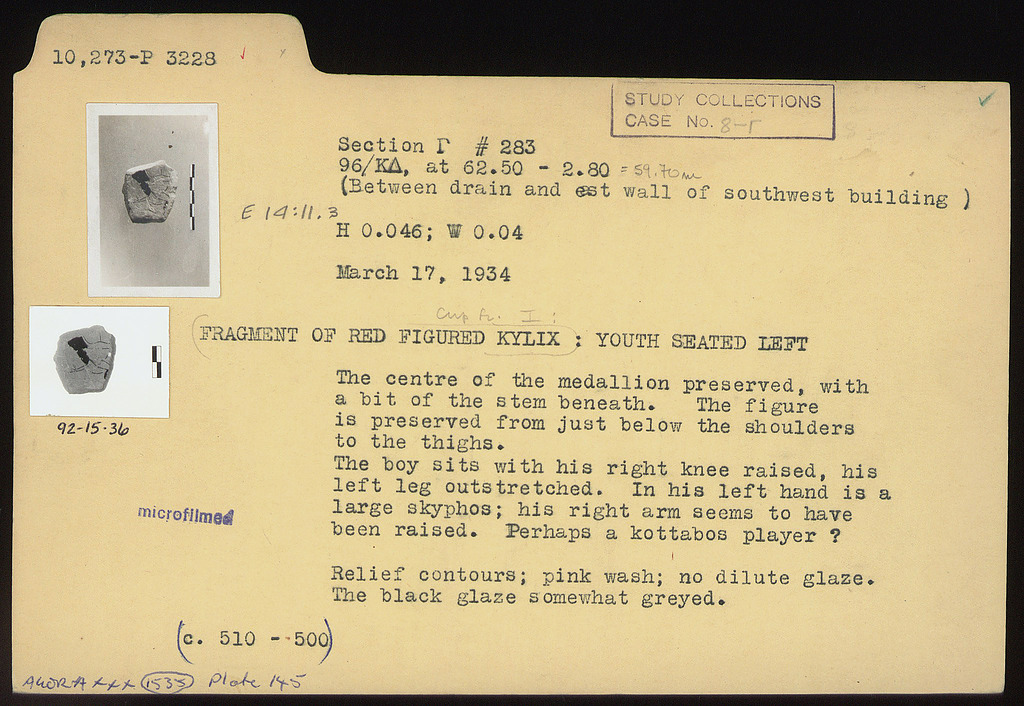 10,273-P 3228
STUDY COLLECTIONS
CASE No. 8-Γ
Section Γ # 283
96/ΚΔ, at 62.50 - 2.80 = 59.70 m
(Between drain and est wall of southwest building )
E 14:11.3
H 0.046; W 0.04
March 17, 1934
Cup fr. I :
FRAGMENT OF RED FIGURED KYLIX : YOUTH SEATED LEFT
The centre of the medallion preserved, with
a bit of the stem beneath. The figure
is preserved from just below the shoulders
to the thighs.
The boy sits with his right knee raised, his
left leg outstretched. In his left hand is a
large skyphos; his right arm seems to have
been raised. Perhaps a kottabos player ?
Relief contours; pink wash; no dilute glaze.
The black glaze somewhat greyed.
92-15-36
microfilmed
(c. 510 - 500)
AGORA XXX 1535 Plate 145